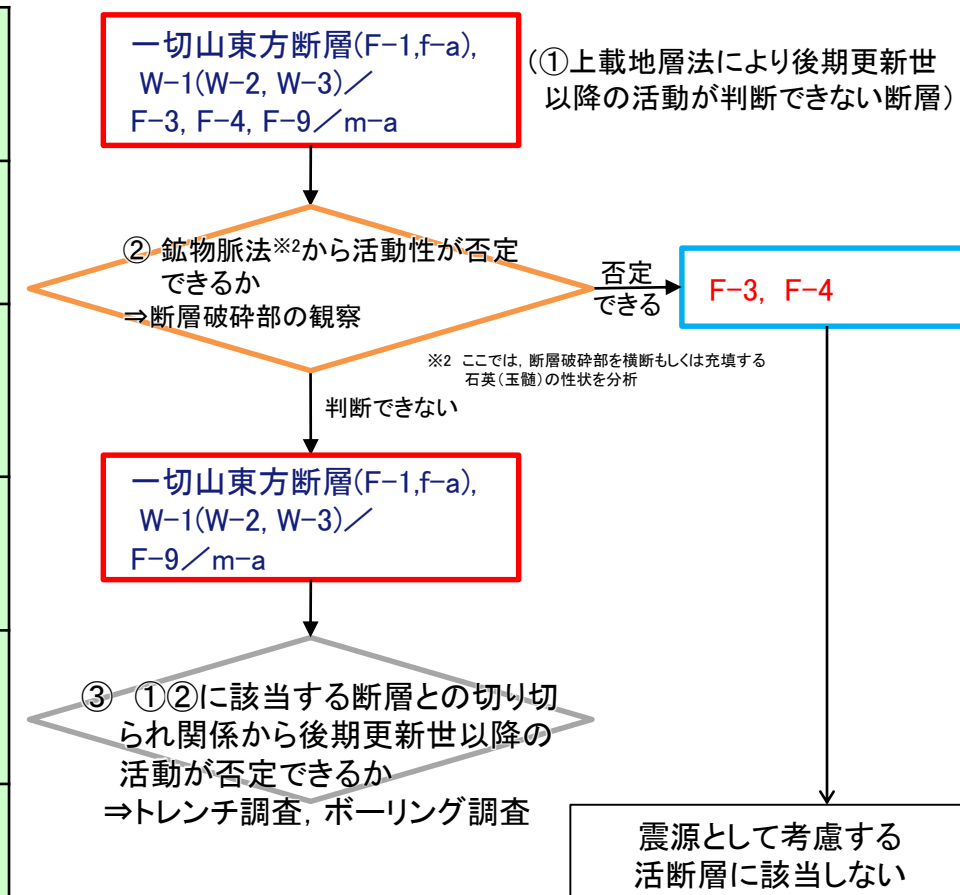 一切山東方断層(F-1,f-a),
W-1(W-2, W-3)／
F-3, F-4, F-9／m-a
(①上載地層法により後期更新世
以降の活動が判断できない断層)
② 鉱物脈法※2から活動性が否定
できるか
⇒断層破砕部の観察
否定
できる
F-3, F-4
※2 ここでは，断層破砕部を横断もしくは充填する
石英(玉髄)の性状を分析
判断できない
一切山東方断層(F-1,f-a),
W-1(W-2, W-3)／
F-9／m-a
③ ①②に該当する断層との切り切
られ関係から後期更新世以降の
活動が否定できるか
⇒トレンチ調査，ボーリング調査
震源として考慮する
活断層に該当しない